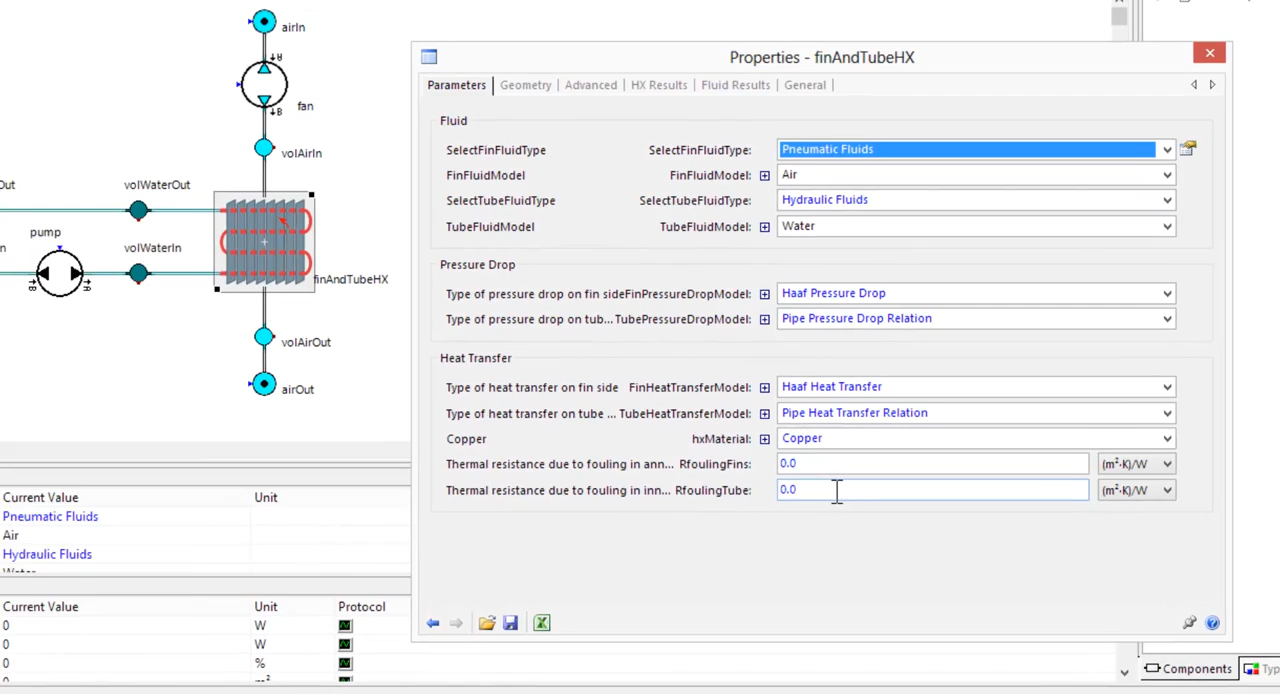 airIn
fan
volAirIn
Out
volWaterOut
pump
volWaterIn
n
finAndTubeHX
volAirOut
airOut
A
B
B
A
Properties - finAndTubeHX
Parameters Geometry Advanced HX Results Fluid Results General
Fluid
SelectFinFluidType SelectFinFluidType: Pneumatic Fluids
FinFluidModel FinFluidModel: Air
SelectTubeFluidType SelectTubeFluidType: Hydraulic Fluids
TubeFluidModel TubeFluidModel: Water
Pressure Drop
Type of pressure drop on fin sideFinPressureDropModel: Haaf Pressure Drop
Type of pressure drop on tub... TubePressureDropModel: Pipe Pressure Drop Relation
Heat Transfer
Type of heat transfer on fin side FinHeatTransferModel: Haaf Heat Transfer
Type of heat transfer on tube ... TubeHeatTransferModel: Pipe Heat Transfer Relation
Copper hxMaterial: Copper
Thermal resistance due to fouling in ann... RfoulingFins: 0.0 (m²·K)/W
Thermal resistance due to fouling in inn... RfoulingTube: 0.0 (m²·K)/W
Current Value Unit
Pneumatic Fluids
Air
Hydraulic Fluids
Water
Current Value Unit Protocol
0 W
0 W
0 %
0 m²
Components Typ